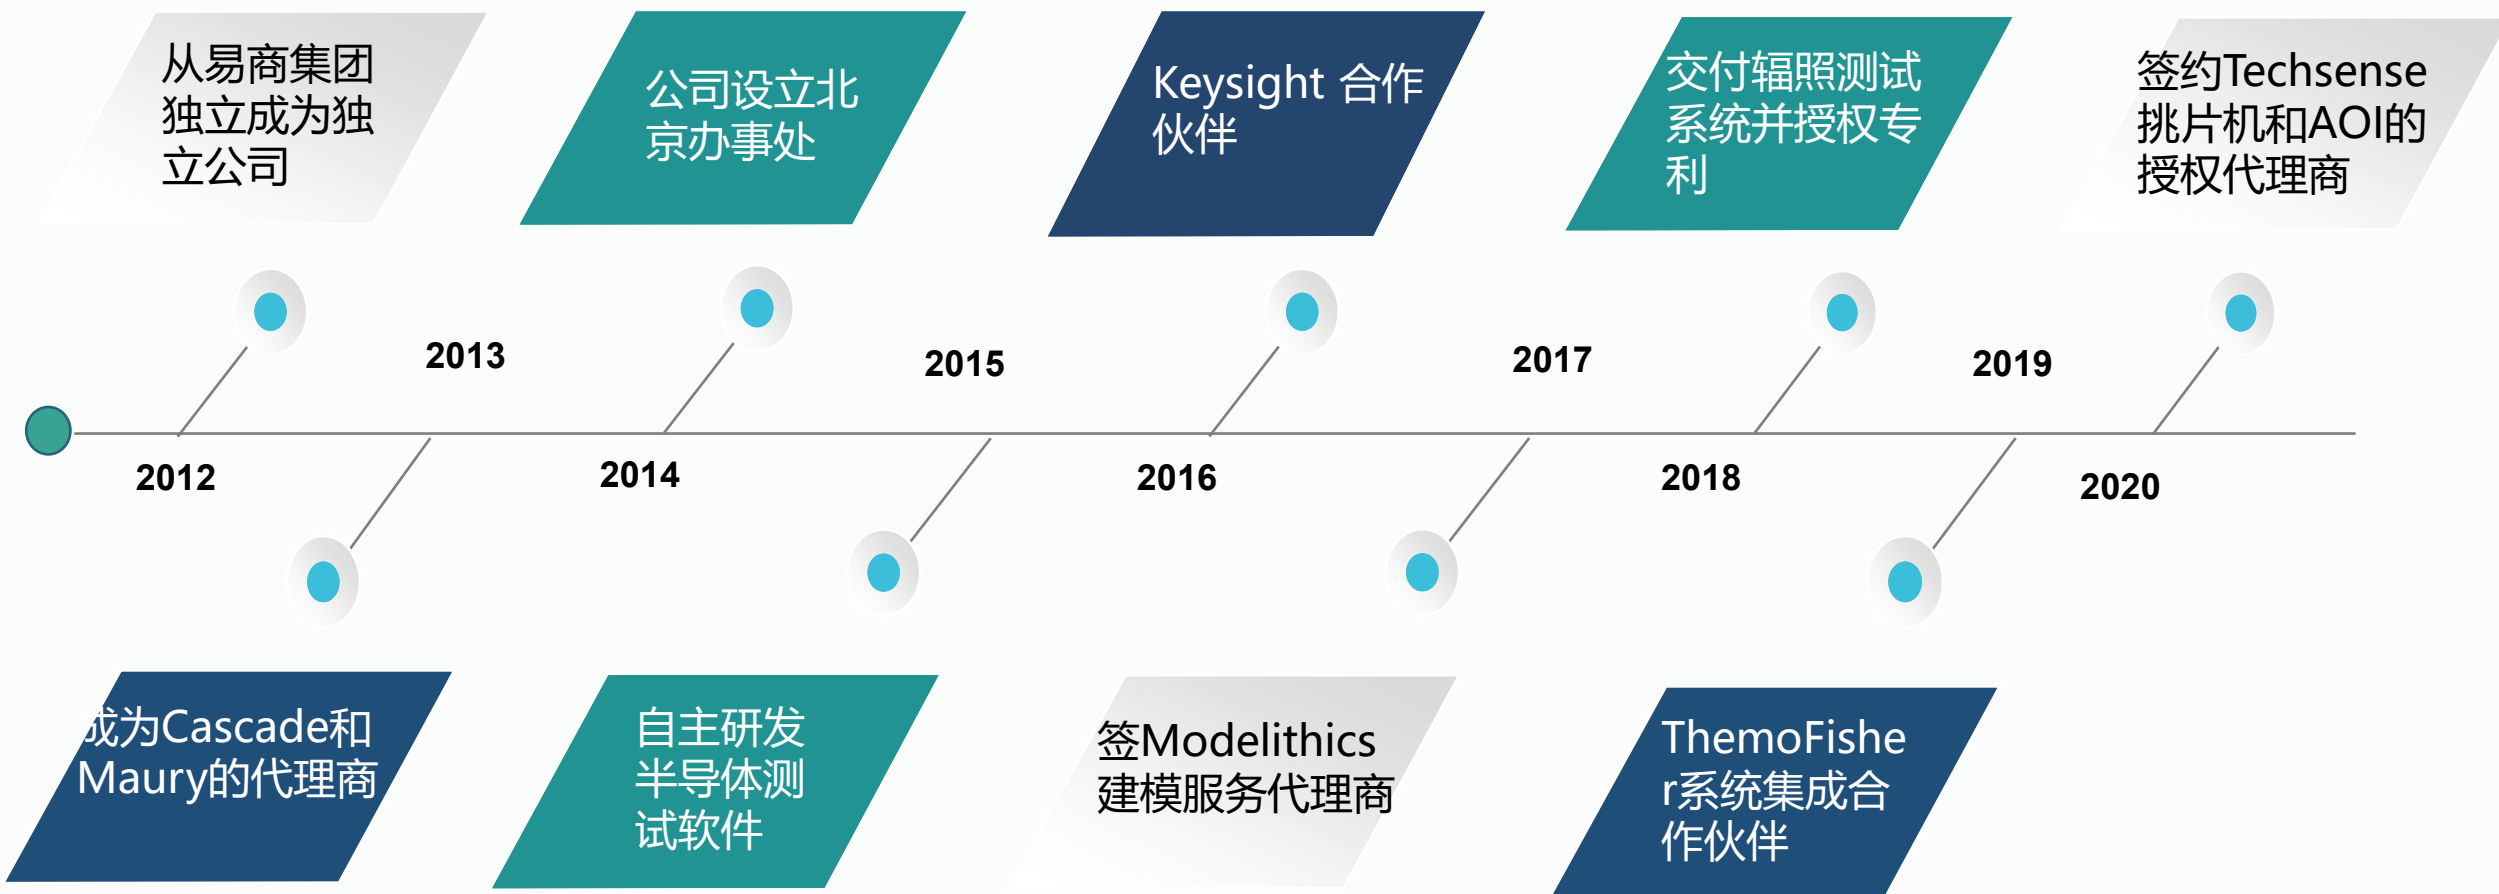 从易商集团
独立成为独
立公司
公司设立北
京办事处
Keysight 合作
伙伴
交付辐照测试
系统并授权专
利
签约Techsense
挑片机和AOI的
授权代理商
2013
2015
2017
2019
2012
2014
2016
2018
2020
成为Cascade和
Maury的代理商
自主研发
半导体测
试软件
签Modelithics
建模服务代理商
ThemoFishe
r系统集成合
作伙伴